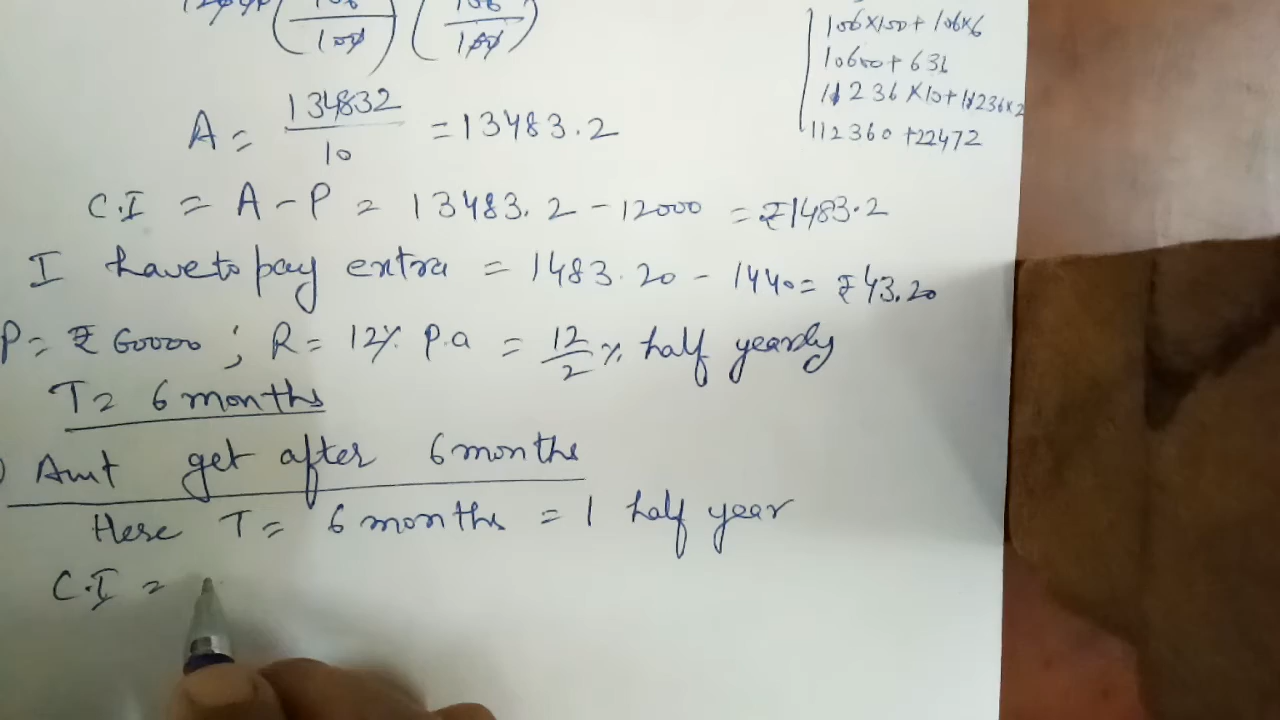 A = 134832/10 = 13483.2
C.I = A - P = 13483.2 - 12000 = ₹1483.2
I have to pay extra = 1483.20 - 1440 = ₹43.20
P = ₹ 60000 ; R = 12% p.a = 12/2 % half yearly
T = 6 months
Amt get after 6 months
Here T = 6 months = 1 half year
C.I =
106×100 + 106×6
10600 + 636
11236×10 + 11236×2
112360 + 22472